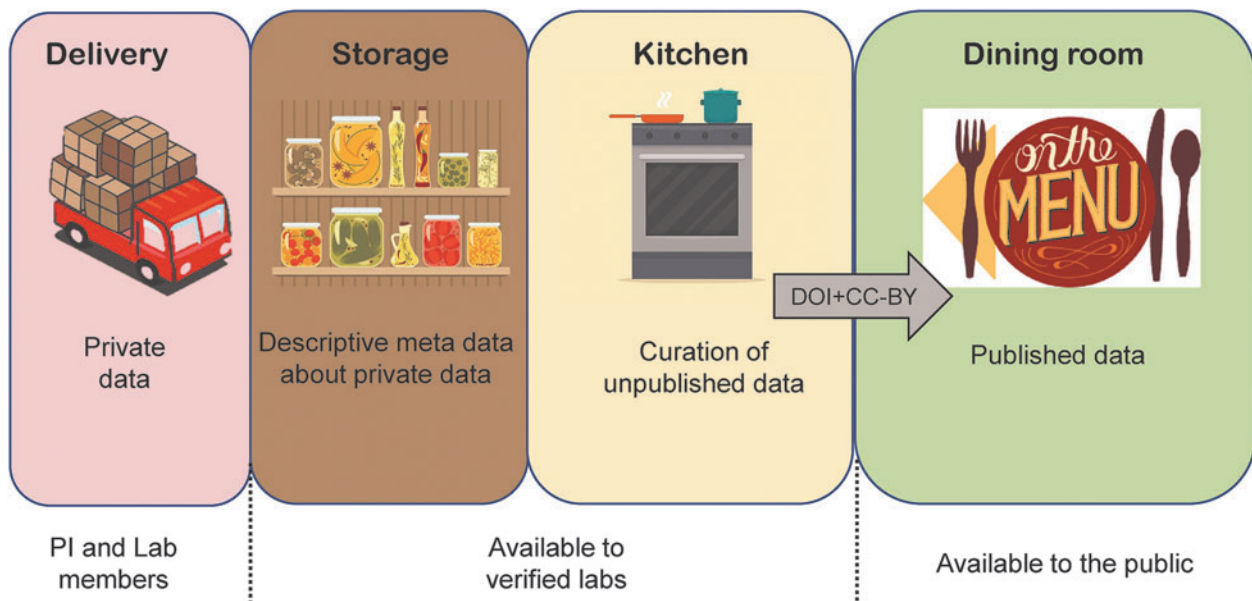 Delivery
Storage
Kitchen
Dining room
on the
MENU
DOI+CC-BY
Private
data
Descriptive meta data
about private data
Curation of
unpublished data
Published data
PI and Lab
members
Available to
verified labs
Available to the public